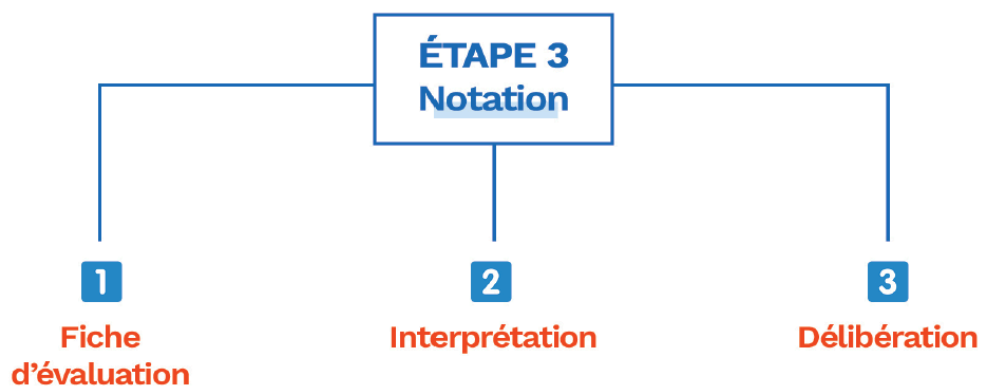 ÉTAPE 3
Notation
1
2
3
Fiche
d'évaluation
Interprétation
Délibération